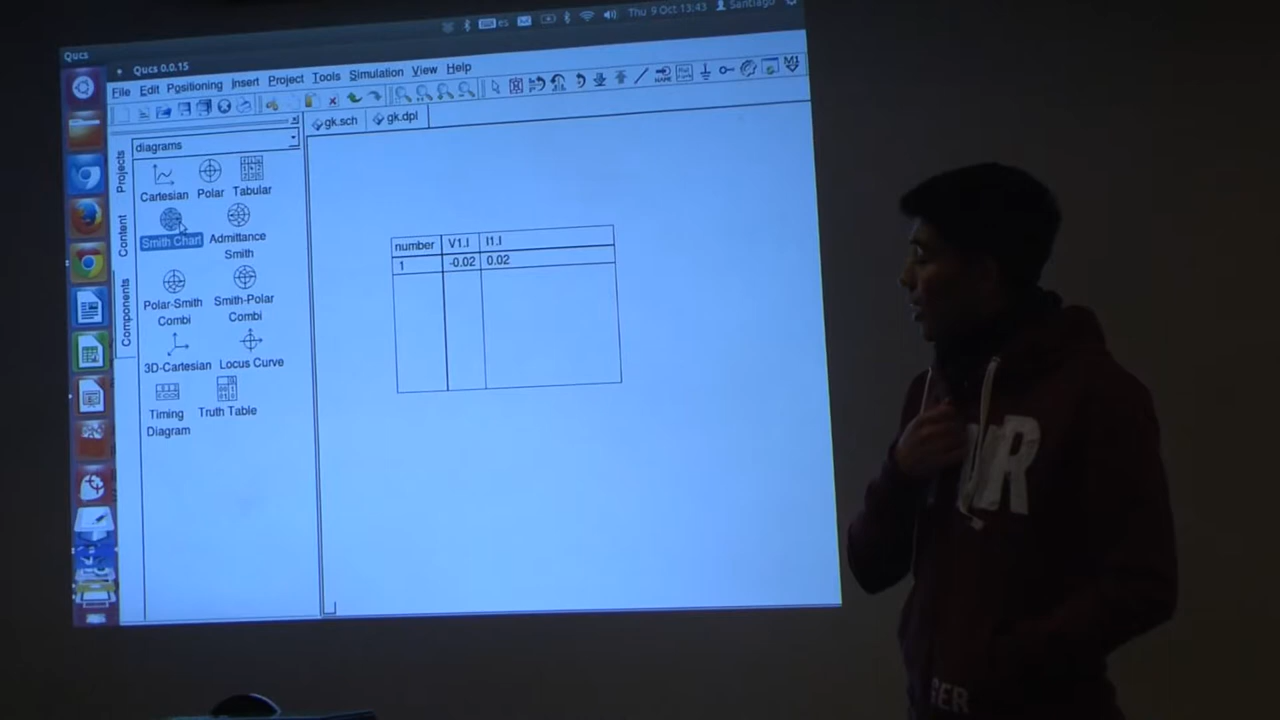 Qucs
es
Thu 9 Oct 13:43
Santiago
Qucs 0.0.15
File Edit Positioning Insert Project Tools Simulation View Help
NAME
gk.sch
gk.dpl
Projects
Content
Components
diagrams
Cartesian
Polar
Tabular
Smith Chart
Admittance
Smith
Polar-Smith
Combi
Smith-Polar
Combi
3D-Cartesian
Locus Curve
Timing
Diagram
Truth Table
number V1.I I1.I
1 -0.02 0.02